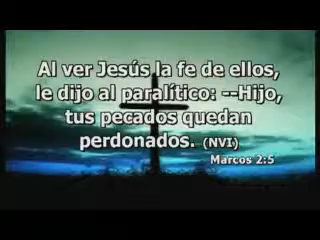 Al ver Jesús la fe de ellos,
le dijo al paralítico: --Hijo,
tus pecados quedan
perdonados. (NVI)
Marcos 2:5